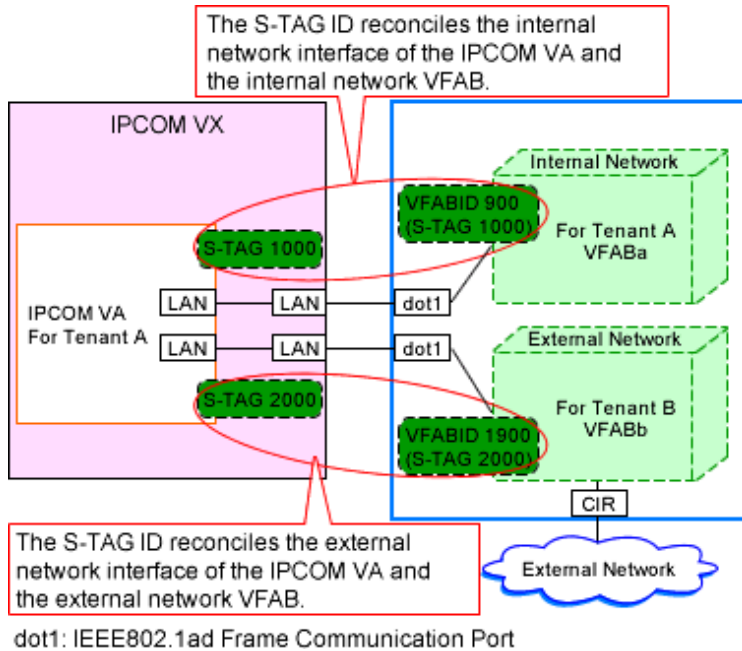 The S-TAG ID reconciles the internal
network interface of the IPCOM VA and
the internal network VFAB.
IPCOM VX
Internal Network
VFABID 900
(S-TAG 1000)
For Tenant A
VFABa
S-TAG 1000
IPCOM VA
For Tenant A
LAN
LAN
dot1
LAN
LAN
dot1
External Network
S-TAG 2000
For Tenant B
VFABb
VFABID 1900
(S-TAG 2000)
CIR
The S-TAG ID reconciles the external
network interface of the IPCOM VA and
the external network VFAB.
External Network
dot1: IEEE802.1ad Frame Communication Port